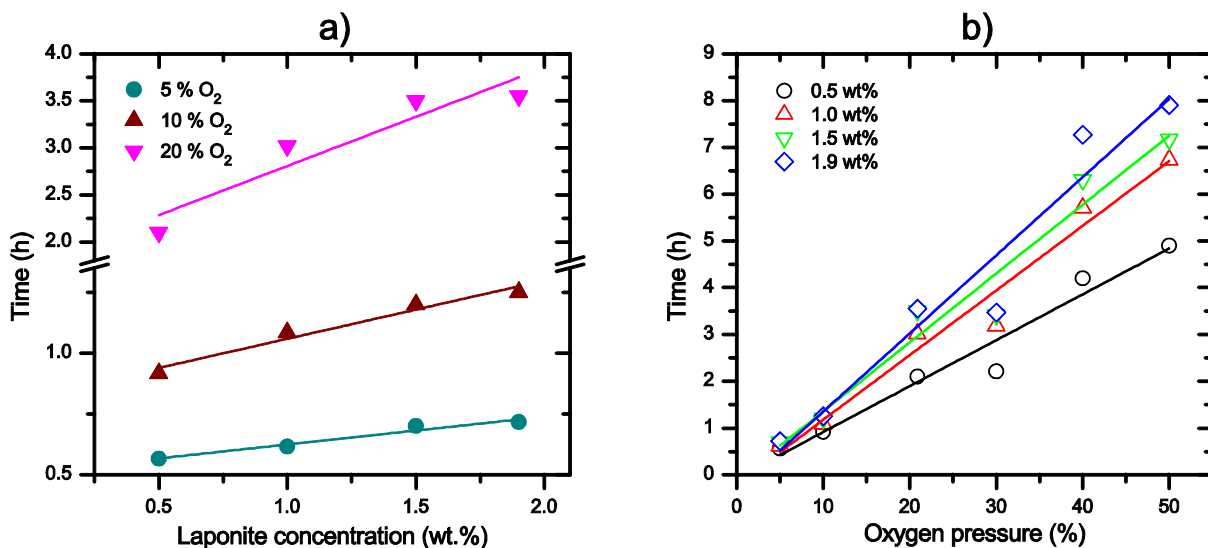 a)
4.0
3.5
3.0
2.5
2.0
1.0
0.5
Time (h)
5 % O₂
10 % O₂
20 % O₂
0.5
1.0
1.5
2.0
Laponite concentration (wt.%)
b)
9
8
7
6
5
4
3
2
1
0
Time (h)
0.5 wt%
1.0 wt%
1.5 wt%
1.9 wt%
0
10
20
30
40
50
Oxygen pressure (%)